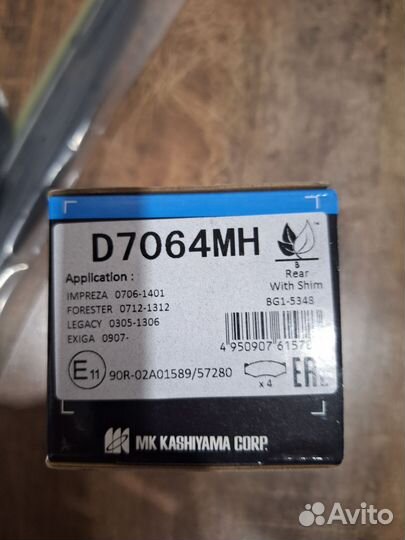 D7064MH
B
Application :
Rear
With Shim
IMPREZA 0706-1401
BG1-5348
FORESTER 0712-1312
LEGACY 0305-1306
EXIGA 0907-
4 950907 61578
E11
90R-02A01589/57280
x 4
EAC
MK KASHIYAMA CORP.
Avito